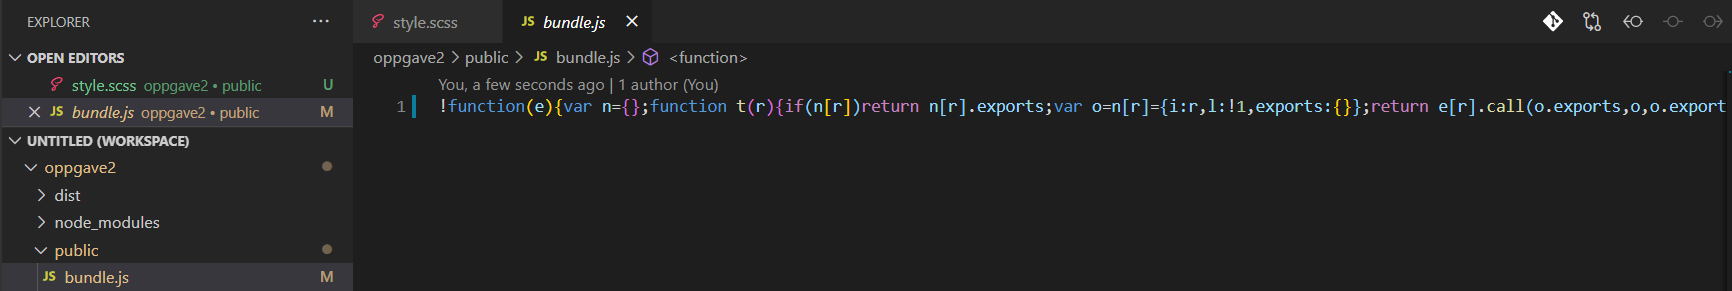 EXPLORER ...
OPEN EDITORS
style.scss oppgave2 • public U
JS bundle.js oppgave2 • public M
UNTITLED (WORKSPACE)
oppgave2
dist
node_modules
public
JS bundle.js M
style.scss JS bundle.js
oppgave2 > public > JS bundle.js > <function>
You, a few seconds ago | 1 author (You)
1 !function(e){var n={};function t(r){if(n[r])return n[r].exports;var o=n[r]={i:r,l:!1,exports:{}};return e[r].call(o.exports,o,o.export